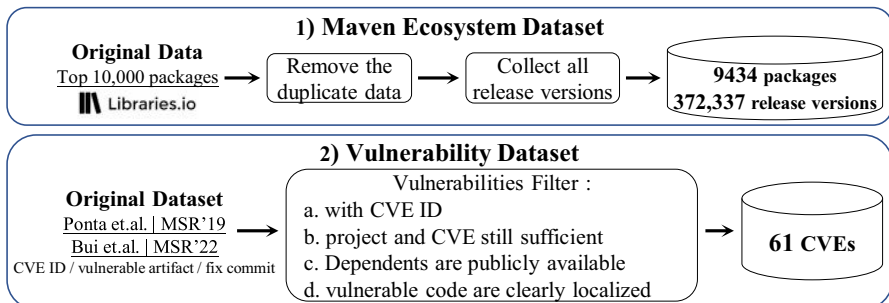 1) Maven Ecosystem Dataset
Original Data
Top 10,000 packages
Libraries.io
Remove the
duplicate data
Collect all
release versions
9434 packages
372,337 release versions
2) Vulnerability Dataset
Original Dataset
Ponta et.al. | MSR'19
Bui et.al. | MSR'22
CVE ID / vulnerable artifact / fix commit
Vulnerabilities Filter :
a. with CVE ID
b. project and CVE still sufficient
c. Dependents are publicly available
d. vulnerable code are clearly localized
61 CVEs